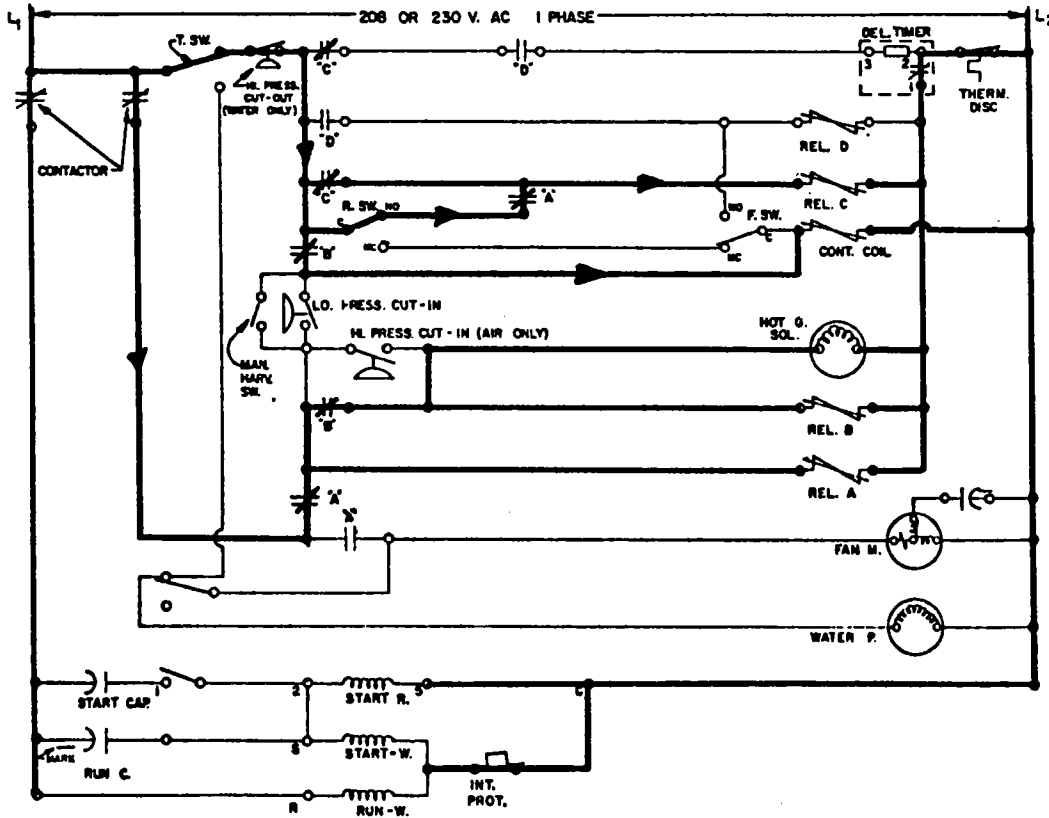 L₁
208 OR 230 V. AC 1 PHASE
T. SW.
HI. PRESS.
CUT-OUT
(WATER ONLY)
"C"
"D"
DEL. TIMER
3
2
1
THERM.
DISC
CONTACTOR
"D"
REL. D
"C"
"A"
REL. C
R. SW.
NO
C
NO
F. SW.
C
"B"
NC
NC
CONT. COIL
LO. PRESS. CUT-IN
HI. PRESS. CUT-IN (AIR ONLY)
HOT G.
SOL.
MAN.
HARV.
SW.
"B"
REL. B
REL. A
"A"
"A"
FAN M.
WATER P.
START CAP.
1
2
START R.
5
C
MARK
RUN C.
S
START-W.
INT.
PROT.
R
RUN-W.